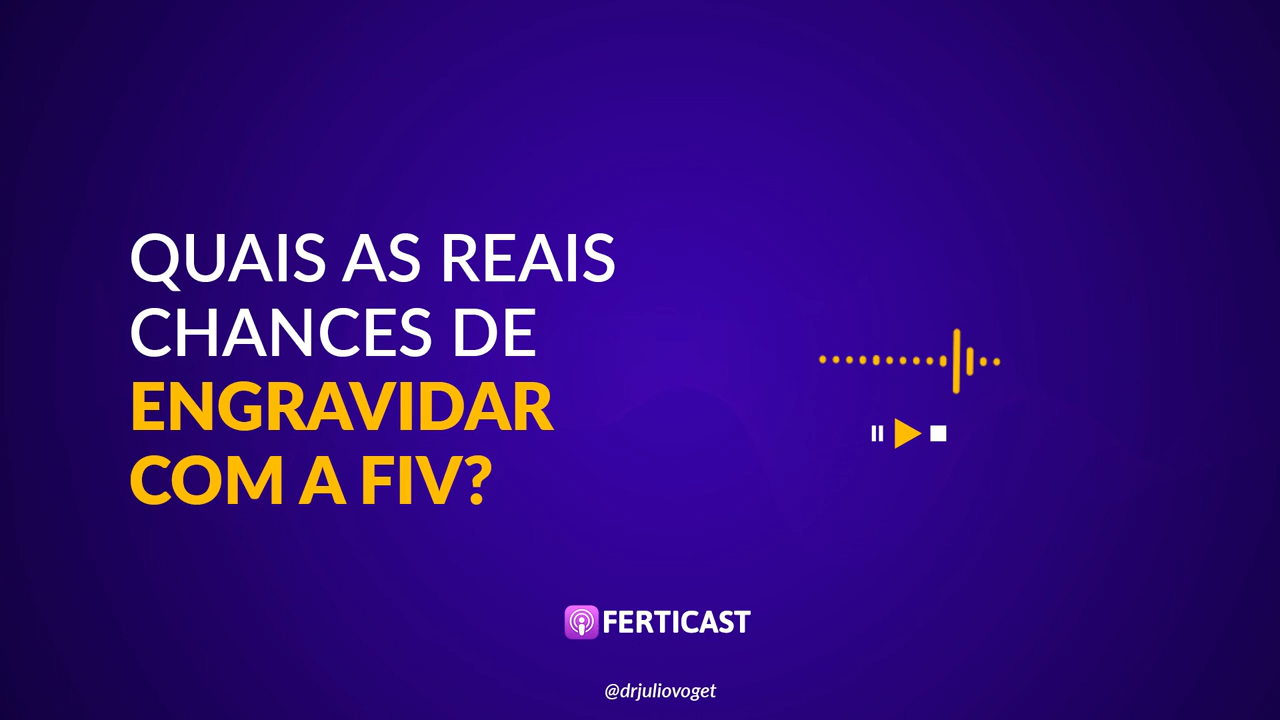 QUAIS AS REAIS
CHANCES DE
ENGRAVIDAR
COM A FIV?
FERTICAST
@drjuliovoget